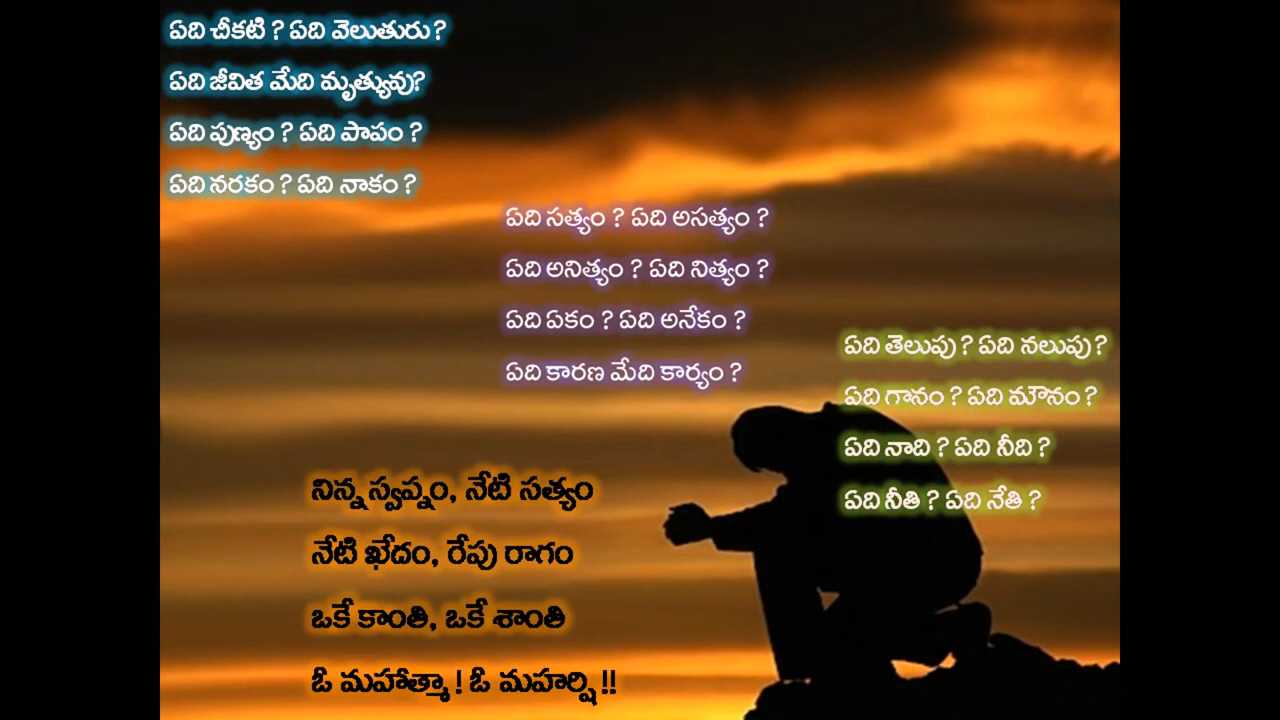 ఏది చీకటి ? ఏది వెలుతురు ?
ఏది జీవిత మేది మృత్యువు?
ఏది పుణ్యం ? ఏది పాపం ?
ఏది నరకం ? ఏది నాకం ?
ఏది సత్యం ? ఏది అసత్యం ?
ఏది అనిత్యం ? ఏది నిత్యం ?
ఏది ఏకం ? ఏది అనేకం ?
ఏది కారణ మేది కార్యం ?
ఏది తెలుపు ? ఏది నలుపు ?
ఏది గానం ? ఏది మౌనం ?
ఏది నాది ? ఏది నీది ?
ఏది నీతి ? ఏది నేతి ?
నిన్న స్వప్నం, నేటి సత్యం
నేటి ఖేదం, రేపు రాగం
ఒకే కాంతి, ఒకే శాంతి
ఓ మహాత్మా ! ఓ మహర్షి !!